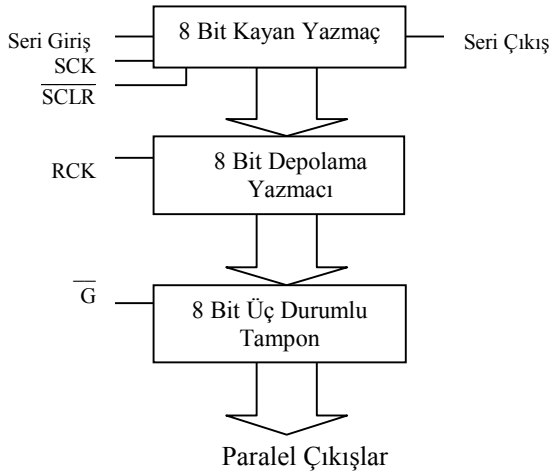 8 Bit Kayan Yazmaç
Seri Giriş
Seri Çıkış
SCK
SCLR
RCK
8 Bit Depolama
Yazmacı
G
8 Bit Üç Durumlu
Tampon
Paralel Çıkışlar